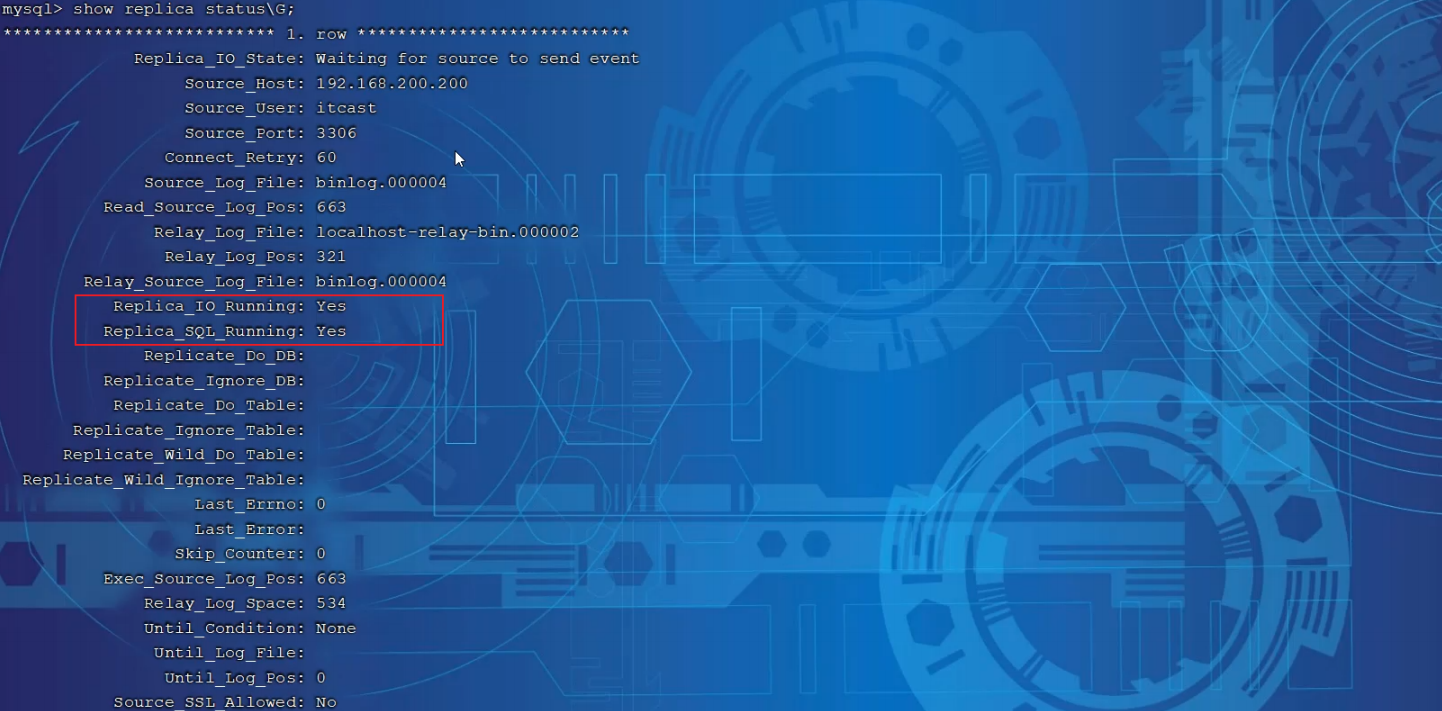 mysql> show replica status\G;
*************************** 1. row ***************************
Replica_IO_State: Waiting for source to send event
Source_Host: 192.168.200.200
Source_User: itcast
Source_Port: 3306
Connect_Retry: 60
Source_Log_File: binlog.000004
Read_Source_Log_Pos: 663
Relay_Log_File: localhost-relay-bin.000002
Relay_Log_Pos: 321
Relay_Source_Log_File: binlog.000004
Replica_IO_Running: Yes
Replica_SQL_Running: Yes
Replicate_Do_DB:
Replicate_Ignore_DB:
Replicate_Do_Table:
Replicate_Ignore_Table:
Replicate_Wild_Do_Table:
Replicate_Wild_Ignore_Table:
Last_Errno: 0
Last_Error:
Skip_Counter: 0
Exec_Source_Log_Pos: 663
Relay_Log_Space: 534
Until_Condition: None
Until_Log_File:
Until_Log_Pos: 0
Source_SSL_Allowed: No